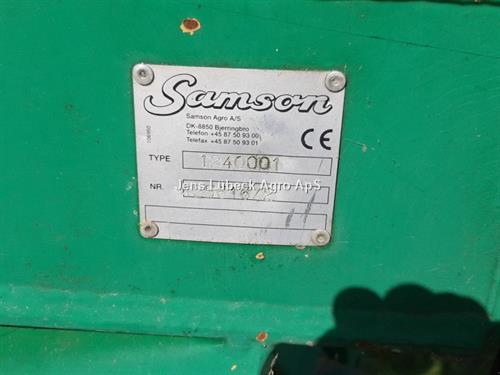 Samson
Samson Agro A/S
DK-8850 Bjerringbro
Telefon +45 87 50 93 00
Telefax +45 87 50 93 01
CE
106950
TYPE
NR.
Jens Lübeck Agro ApS